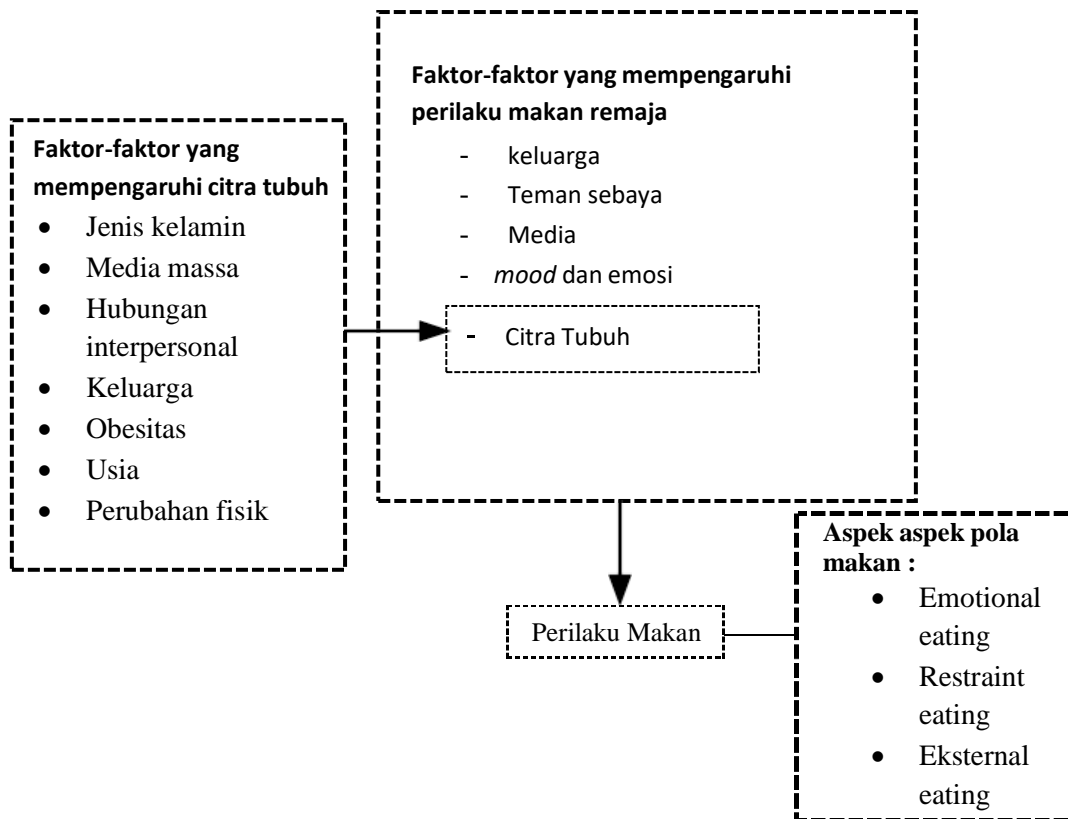 Faktor-faktor yang
mempengaruhi citra tubuh
• Jenis kelamin
• Media massa
• Hubungan
interpersonal
• Keluarga
• Obesitas
• Usia
• Perubahan fisik
Faktor-faktor yang mempengaruhi
perilaku makan remaja
- keluarga
- Teman sebaya
- Media
- mood dan emosi
- Citra Tubuh
Perilaku Makan
Aspek aspek pola
makan :
• Emotional
eating
• Restraint
eating
• Eksternal
eating